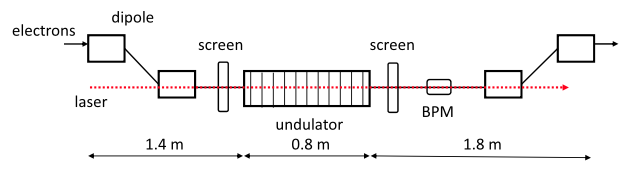 dipole
electrons
screen
screen
laser
BPM
undulator
1.4 m
0.8 m
1.8 m